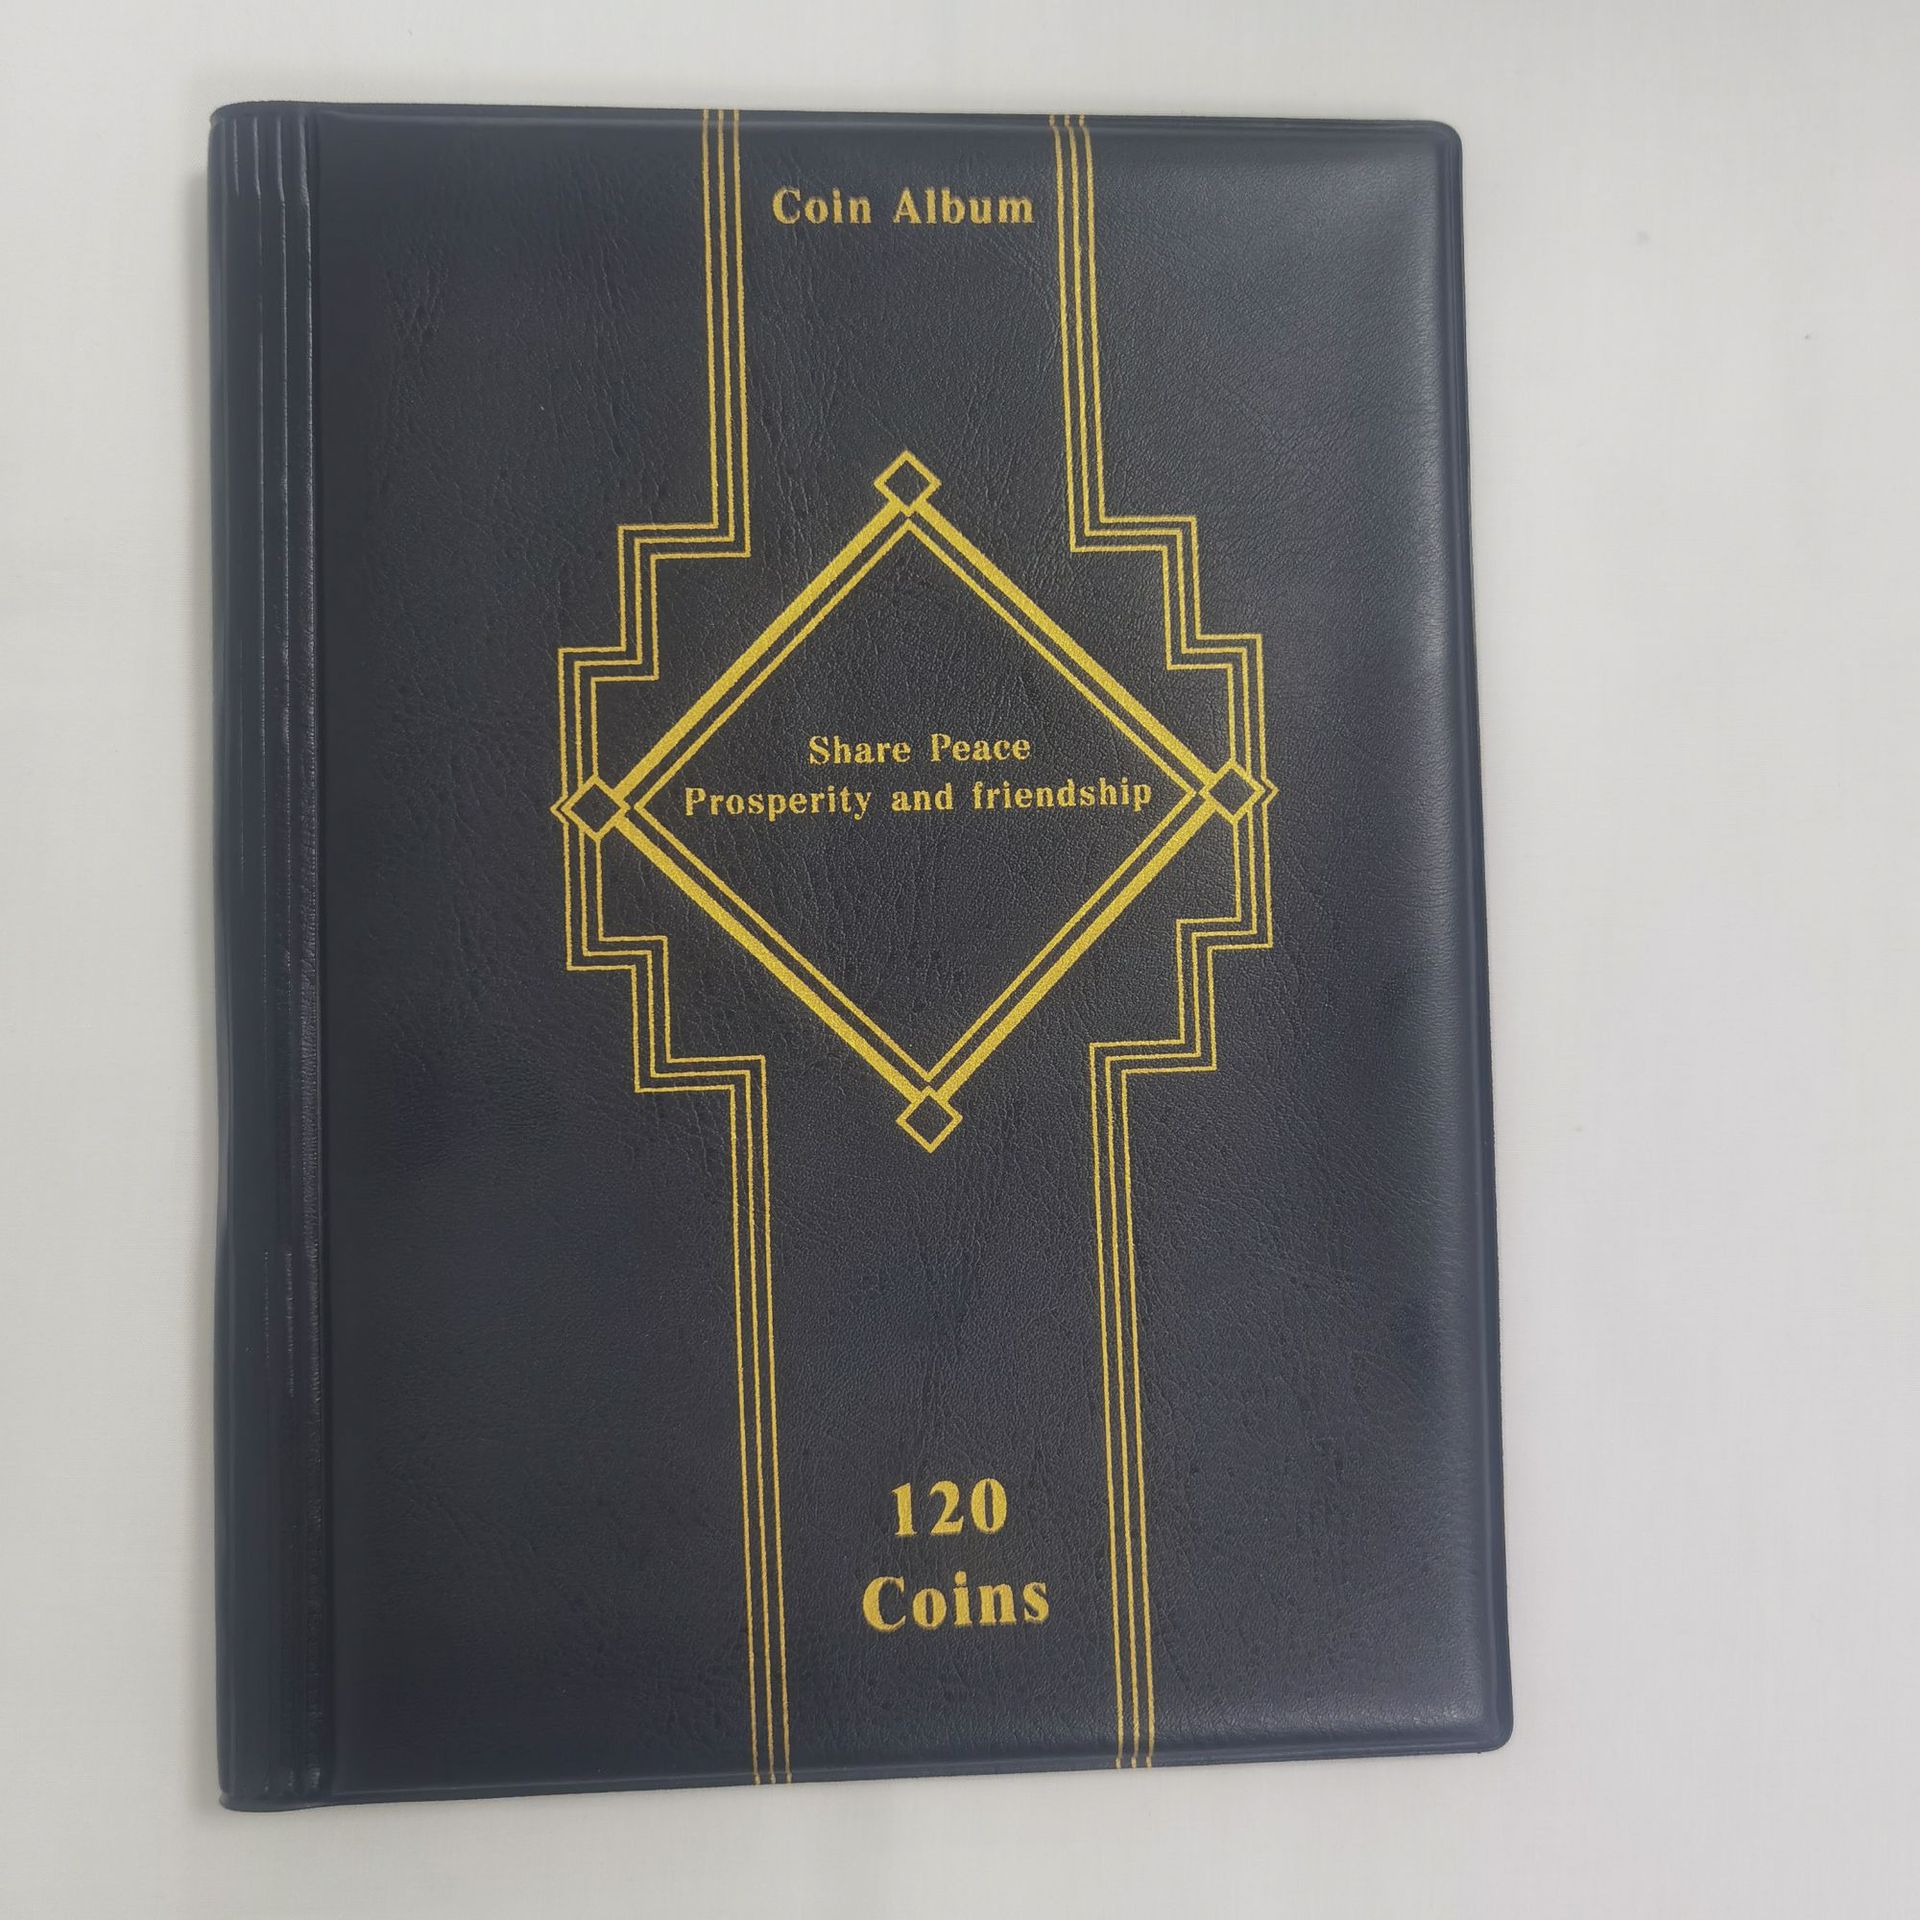 Coin Album
Share Peace
Prosperity and friendship
120
Coins